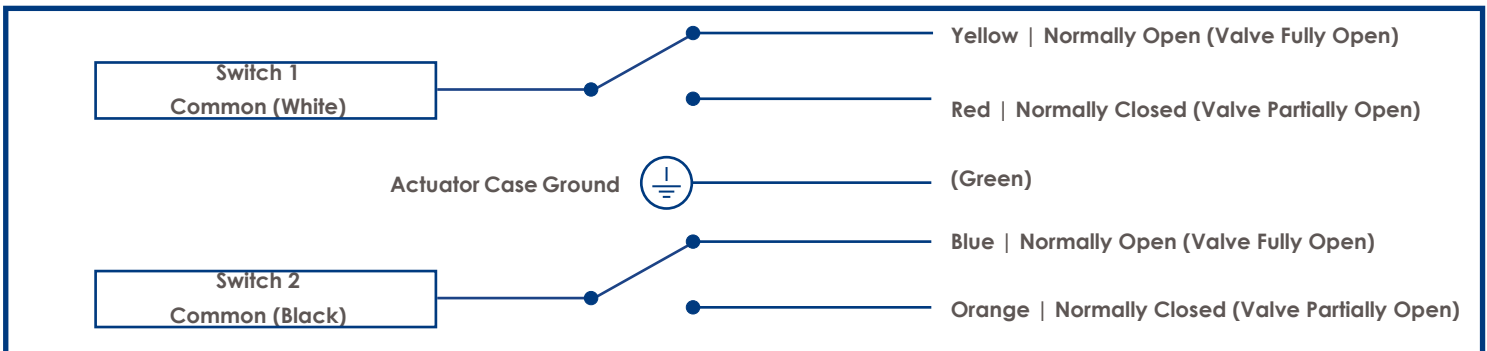 Yellow | Normally Open (Valve Fully Open)
Switch 1
Common (White)
Red | Normally Closed (Valve Partially Open)
Actuator Case Ground
(Green)
Blue | Normally Open (Valve Fully Open)
Switch 2
Common (Black)
Orange | Normally Closed (Valve Partially Open)